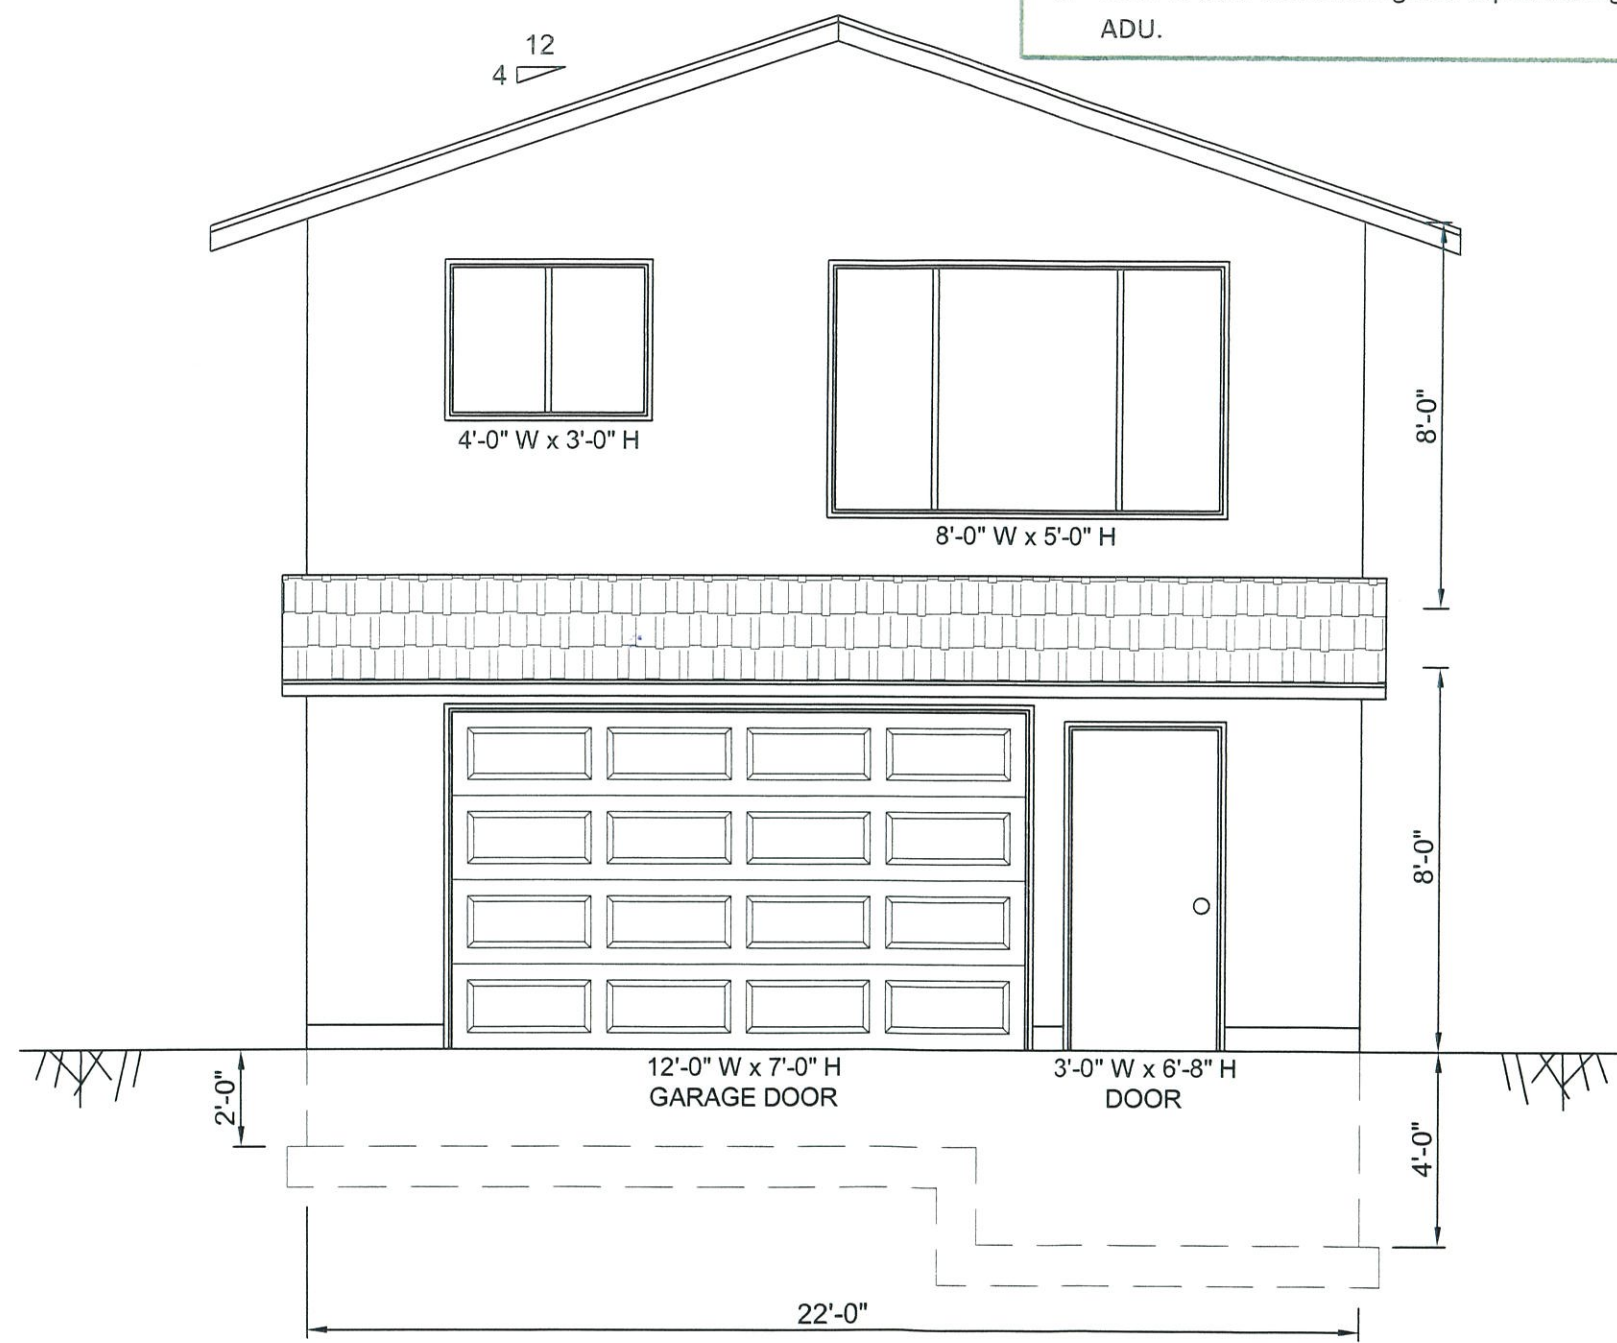 ADU.
12
4
4'-0" W x 3'-0" H
8'-0" W x 5'-0" H
8'-0"
8'-0"
12'-0" W x 7'-0" H
GARAGE DOOR
3'-0" W x 6'-8" H
DOOR
2'-0"
4'-0"
22'-0"